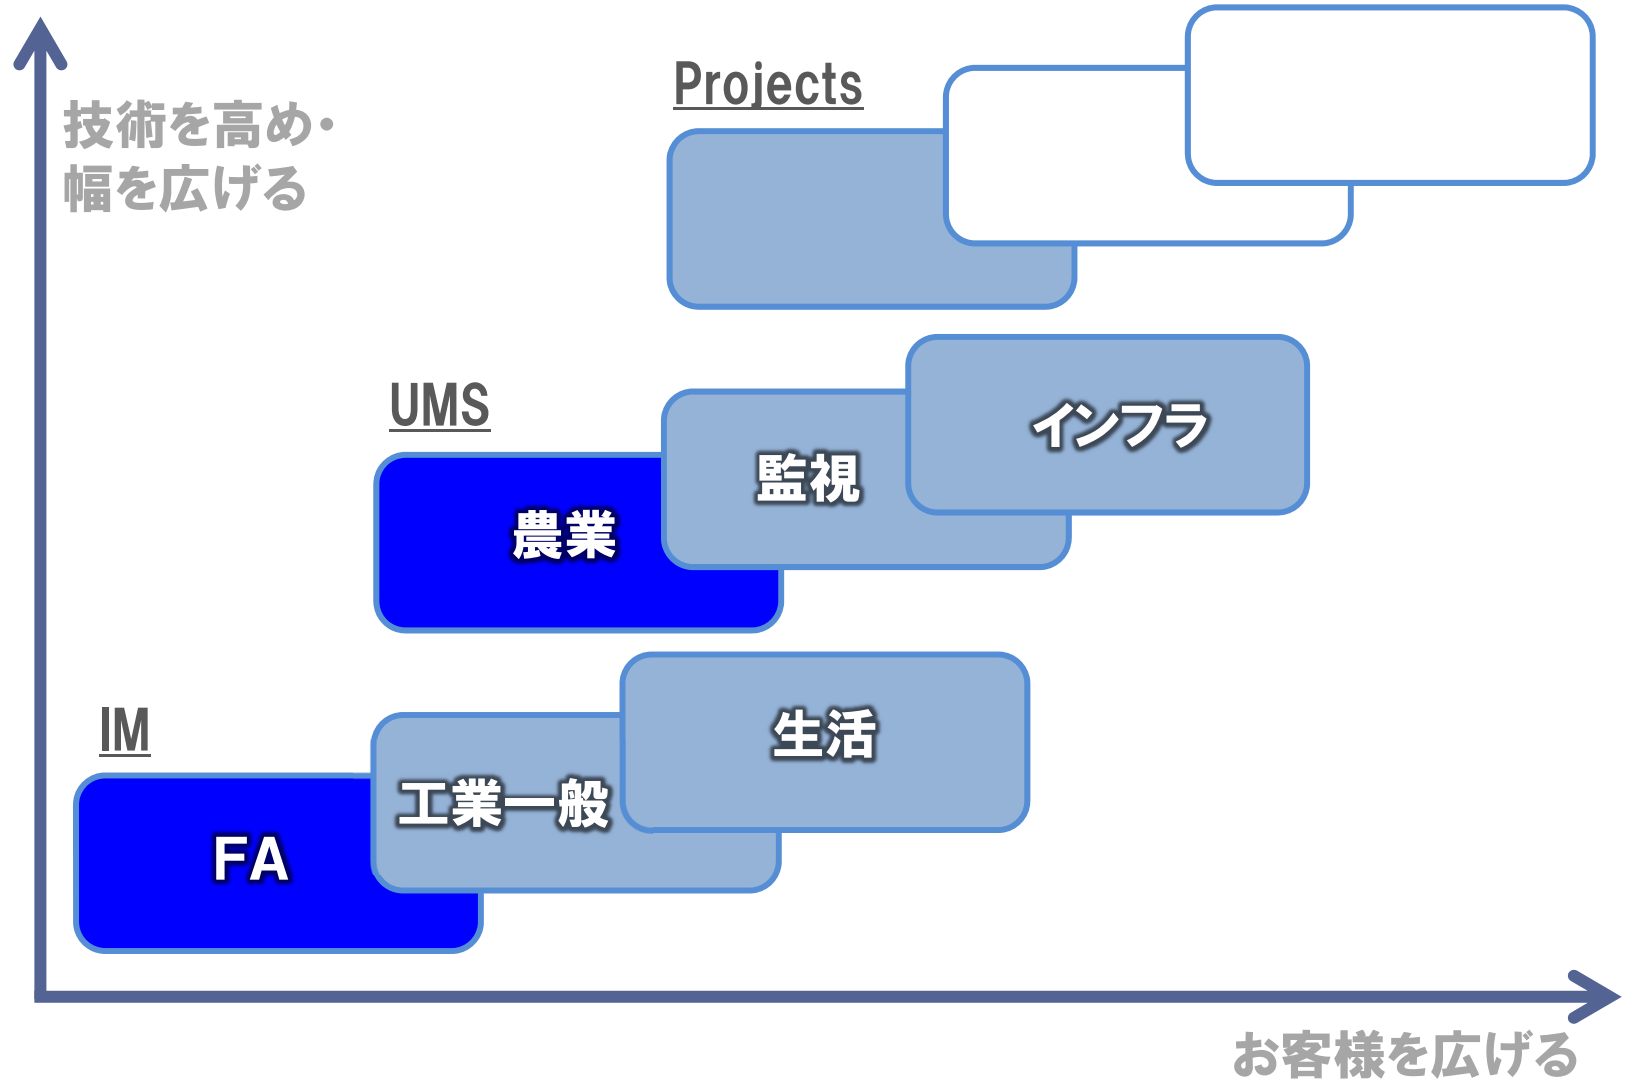 技術を高め・
幅を広げる
Projects
UMS
インフラ
監視
農業
IM
生活
工業一般
FA
お客様を広げる